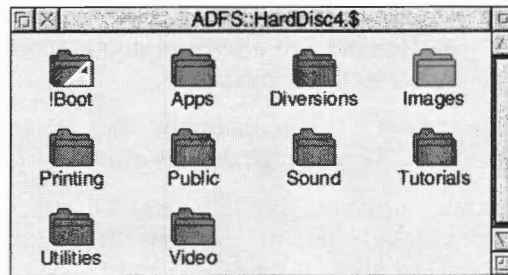 ADFS::HardDisc4.$
!Boot Apps Diversions Images
Printing Public Sound Tutorials
Utilities Video